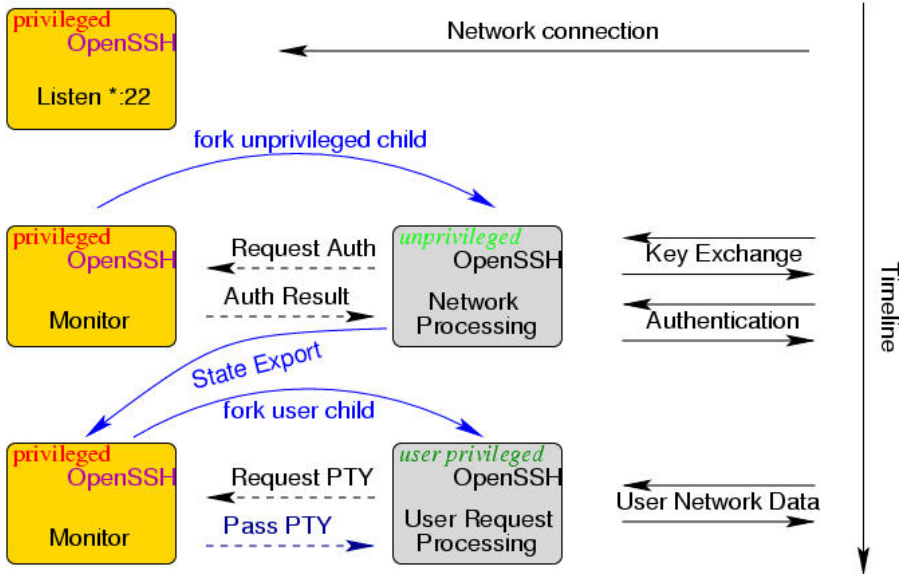 privileged
OpenSSH
Listen *:22
Network connection
fork unprivileged child
privileged
OpenSSH
Monitor
Request Auth
Auth Result
unprivileged
OpenSSH
Network
Processing
Key Exchange
Authentication
Timeline
State Export
fork user child
privileged
OpenSSH
Monitor
Request PTY
Pass PTY
user privileged
OpenSSH
User Request
Processing
User Network Data